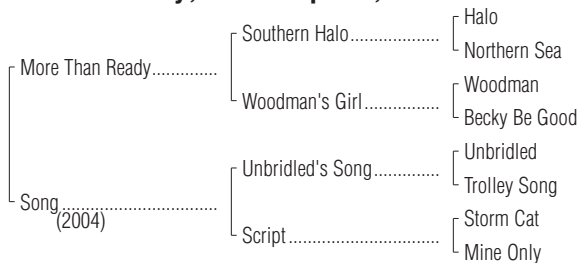 Halo
Southern Halo..................
Northern Sea
More Than Ready.............
Woodman
Woodman's Girl...............
Becky Be Good
Unbridled
Unbridled's Song...............
Trolley Song
Song..........................
(2004)
Storm Cat
Script..............................
Mine Only